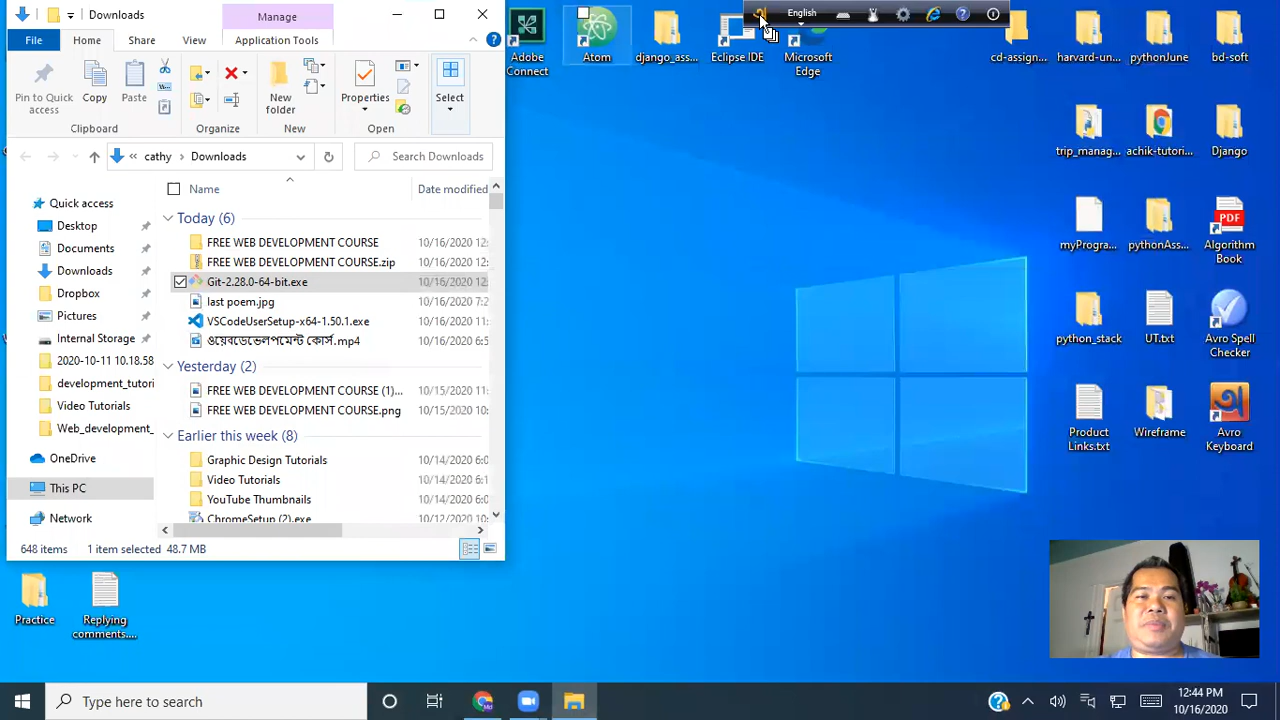 Downloads
Manage
File
Home
Share
View
Application Tools
Pin to Quick access
Copy
Paste
New folder
Properties
Select
Clipboard
Organize
New
Open
cathy
Downloads
Search Downloads
Name
Date modified
Quick access
Desktop
Documents
Downloads
Dropbox
Pictures
Internal Storage
2020-10-11 10.18.58
development_tutori
Video Tutorials
Web_development_
OneDrive
This PC
Network
Today (6)
FREE WEB DEVELOPMENT COURSE 10/16/2020 12:
FREE WEB DEVELOPMENT COURSE.zip 10/16/2020 12:
Git-2.28.0-64-bit.exe 10/16/2020 12:
last poem.jpg 10/16/2020 7:2
VSCodeUserSetup-x64-1.50.1.exe 10/16/2020 11:
ওয়েবডেভেলপমেন্ট কোর্স.mp4 10/16/2020 6:5
Yesterday (2)
FREE WEB DEVELOPMENT COURSE (1)... 10/15/2020 11:
FREE WEB DEVELOPMENT COURSE.png 10/15/2020 10:
Earlier this week (8)
Graphic Design Tutorials 10/14/2020 6:0
Video Tutorials 10/14/2020 6:1
YouTube Thumbnails 10/14/2020 6:0
ChromeSetup (2).exe 10/12/2020 10:
648 items 1 item selected 48.7 MB
English
Adobe Connect
Atom
django_ass...
Eclipse IDE
Microsoft Edge
cd-assign...
harvard-un...
pythonJune
bd-soft
trip_manag...
achik-tutori...
Django
myProgra...
pythonAss...
PDF
Algorithm Book
python_stack
UT.txt
Avro Spell Checker
Product Links.txt
Wireframe
Avro Keyboard
Practice
Replying comments....
Type here to search
12:44 PM
10/16/2020